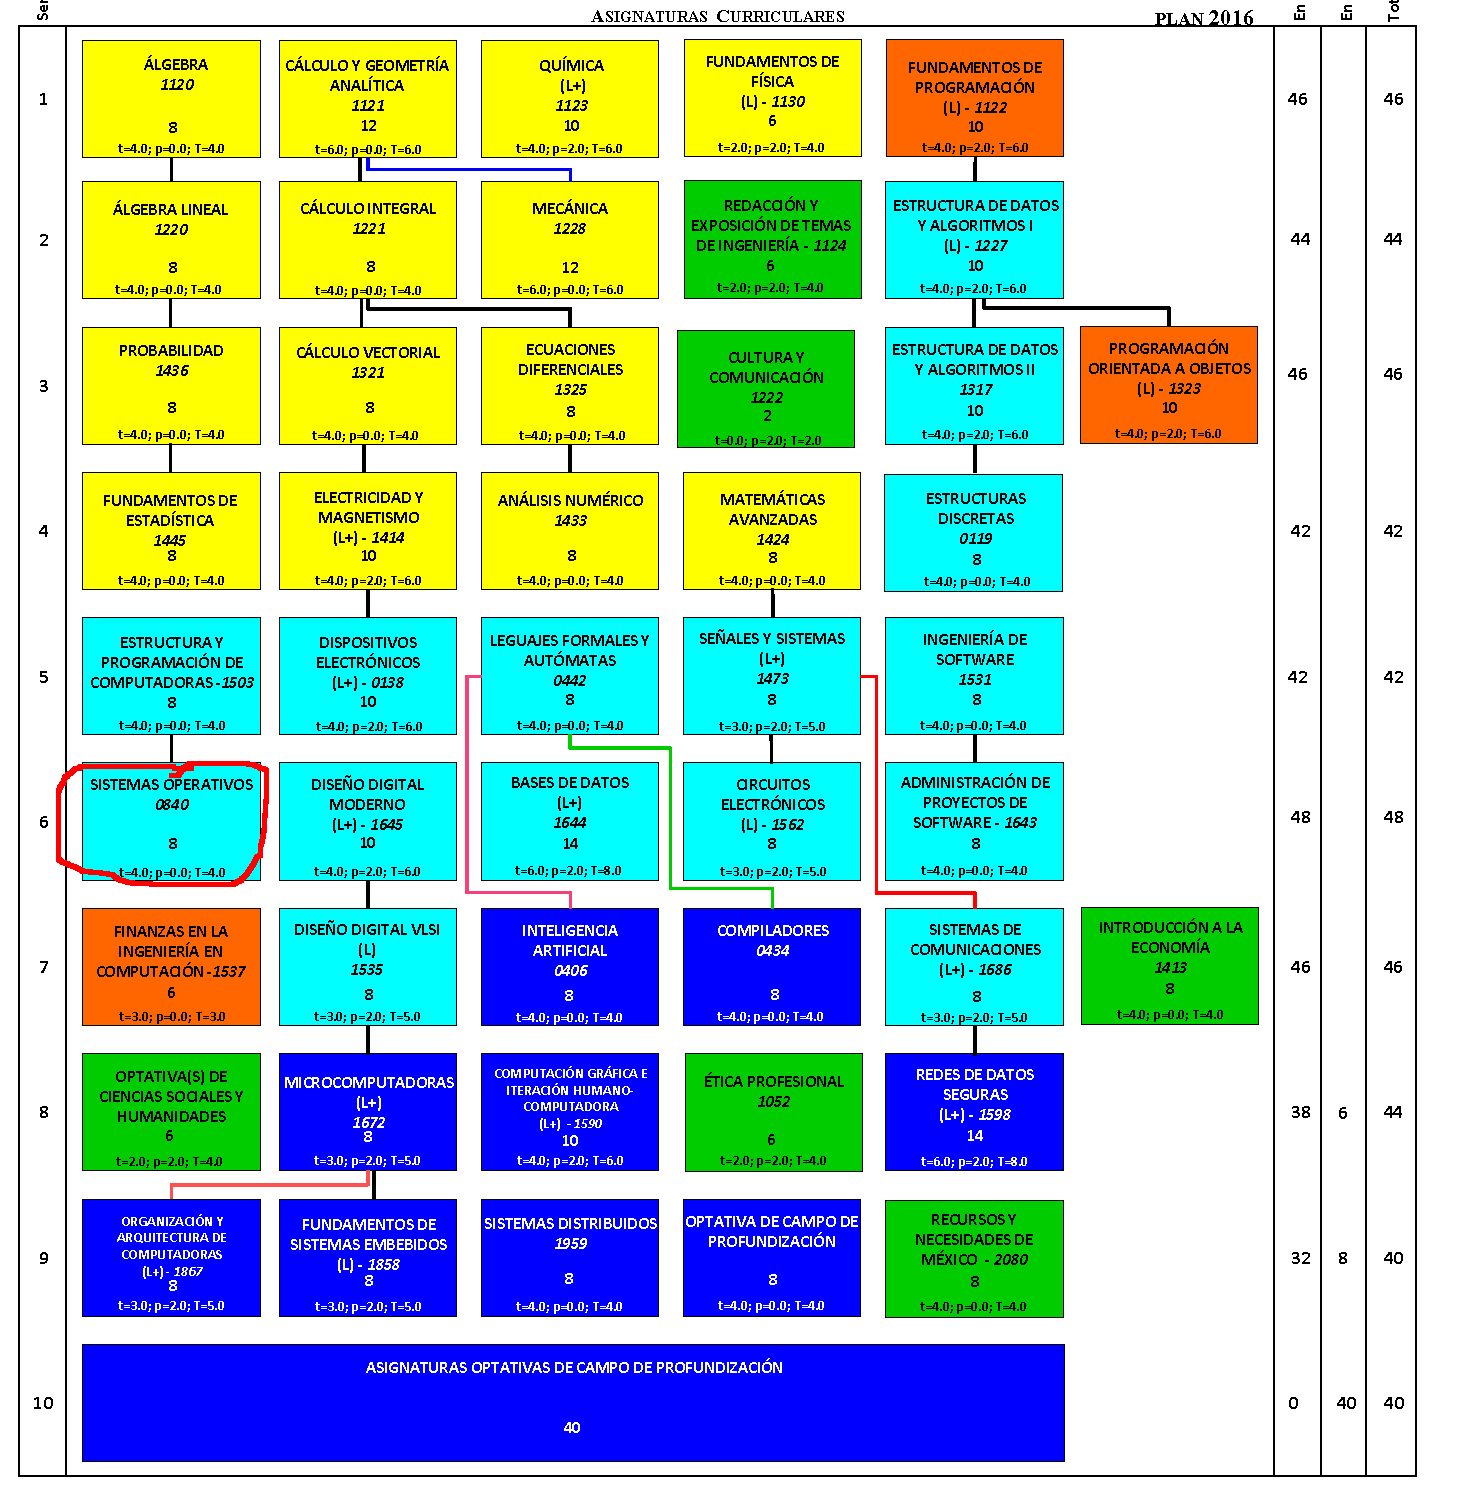 Ser
ASIGNATURAS CURRICULARES
PLAN 2016
En
En
Tot
1
ÁLGEBRA
1120
8
t=4.0; p=0.0; T=4.0
CÁLCULO Y GEOMETRÍA
ANALÍTICA
1121
12
t=6.0; p=0.0; T=6.0
QUÍMICA
(L+)
1123
10
t=4.0; p=2.0; T=6.0
FUNDAMENTOS DE
FÍSICA
(L) - 1130
6
t=2.0; p=2.0; T=4.0
FUNDAMENTOS DE
PROGRAMACIÓN
(L) - 1122
10
t=4.0; p=2.0; T=6.0
46
46
2
ÁLGEBRA LINEAL
1220
8
t=4.0; p=0.0; T=4.0
CÁLCULO INTEGRAL
1221
8
t=4.0; p=0.0; T=4.0
MECÁNICA
1228
12
t=6.0; p=0.0; T=6.0
REDACCIÓN Y
EXPOSICIÓN DE TEMAS
DE INGENIERÍA - 1124
6
t=2.0; p=2.0; T=4.0
ESTRUCTURA DE DATOS
Y ALGORITMOS I
(L) - 1227
10
t=4.0; p=2.0; T=6.0
44
44
3
PROBABILIDAD
1436
8
t=4.0; p=0.0; T=4.0
CÁLCULO VECTORIAL
1321
8
t=4.0; p=0.0; T=4.0
ECUACIONES
DIFERENCIALES
1325
8
t=4.0; p=0.0; T=4.0
CULTURA Y
COMUNICACIÓN
1222
2
t=0.0; p=2.0; T=2.0
ESTRUCTURA DE DATOS
Y ALGORITMOS II
1317
10
t=4.0; p=2.0; T=6.0
PROGRAMACIÓN
ORIENTADA A OBJETOS
(L) - 1323
10
t=4.0; p=2.0; T=6.0
46
46
4
FUNDAMENTOS DE
ESTADÍSTICA
1445
8
t=4.0; p=0.0; T=4.0
ELECTRICIDAD Y
MAGNETISMO
(L+) - 1414
10
t=4.0; p=2.0; T=6.0
ANÁLISIS NUMÉRICO
1433
8
t=4.0; p=0.0; T=4.0
MATEMÁTICAS
AVANZADAS
1424
8
t=4.0; p=0.0; T=4.0
ESTRUCTURAS
DISCRETAS
0119
8
t=4.0; p=0.0; T=4.0
42
42
5
ESTRUCTURA Y
PROGRAMACIÓN DE
COMPUTADORAS -1503
8
t=4.0; p=0.0; T=4.0
DISPOSITIVOS
ELECTRÓNICOS
(L+) - 0138
10
t=4.0; p=2.0; T=6.0
LEGUAJES FORMALES Y
AUTÓMATAS
0442
8
t=4.0; p=0.0; T=4.0
SEÑALES Y SISTEMAS
(L+)
1473
8
t=3.0; p=2.0; T=5.0
INGENIERÍA DE
SOFTWARE
1531
8
t=4.0; p=0.0; T=4.0
42
42
6
SISTEMAS OPERATIVOS
0840
8
t=4.0; p=0.0; T=4.0
DISEÑO DIGITAL
MODERNO
(L+) - 1645
10
t=4.0; p=2.0; T=6.0
BASES DE DATOS
(L+)
1644
14
t=6.0; p=2.0; T=8.0
CIRCUITOS
ELECTRÓNICOS
(L) - 1562
8
t=3.0; p=2.0; T=5.0
ADMINISTRACIÓN DE
PROYECTOS DE
SOFTWARE - 1643
8
t=4.0; p=0.0; T=4.0
48
48
7
FINANZAS EN LA
INGENIERÍA EN
COMPUTACIÓN -1537
6
t=3.0; p=0.0; T=3.0
DISEÑO DIGITAL VLSI
(L)
1535
8
t=3.0; p=2.0; T=5.0
INTELIGENCIA
ARTIFICIAL
0406
8
t=4.0; p=0.0; T=4.0
COMPILADORES
0434
8
t=4.0; p=0.0; T=4.0
SISTEMAS DE
COMUNICACIONES
(L+) - 1686
8
t=3.0; p=2.0; T=5.0
INTRODUCCIÓN A LA
ECONOMÍA
1413
8
t=4.0; p=0.0; T=4.0
46
46
8
OPTATIVA(S) DE
CIENCIAS SOCIALES Y
HUMANIDADES
6
t=2.0; p=2.0; T=4.0
MICROCOMPUTADORAS
(L+)
1672
8
t=3.0; p=2.0; T=5.0
COMPUTACIÓN GRÁFICA E
ITERACIÓN HUMANO-
COMPUTADORA
(L+) - 1590
10
t=4.0; p=2.0; T=6.0
ÉTICA PROFESIONAL
1052
6
t=2.0; p=2.0; T=4.0
REDES DE DATOS
SEGURAS
(L+) - 1598
14
t=6.0; p=2.0; T=8.0
38
6
44
9
ORGANIZACIÓN Y
ARQUITECTURA DE
COMPUTADORAS
(L+) - 1867
8
t=3.0; p=2.0; T=5.0
FUNDAMENTOS DE
SISTEMAS EMBEBIDOS
(L) - 1858
8
t=3.0; p=2.0; T=5.0
SISTEMAS DISTRIBUIDOS
1959
8
t=4.0; p=0.0; T=4.0
OPTATIVA DE CAMPO DE
PROFUNDIZACIÓN
8
t=4.0; p=0.0; T=4.0
RECURSOS Y
NECESIDADES DE
MÉXICO - 2080
8
t=4.0; p=0.0; T=4.0
32
8
40
10
ASIGNATURAS OPTATIVAS DE CAMPO DE PROFUNDIZACIÓN
40
0
40
40